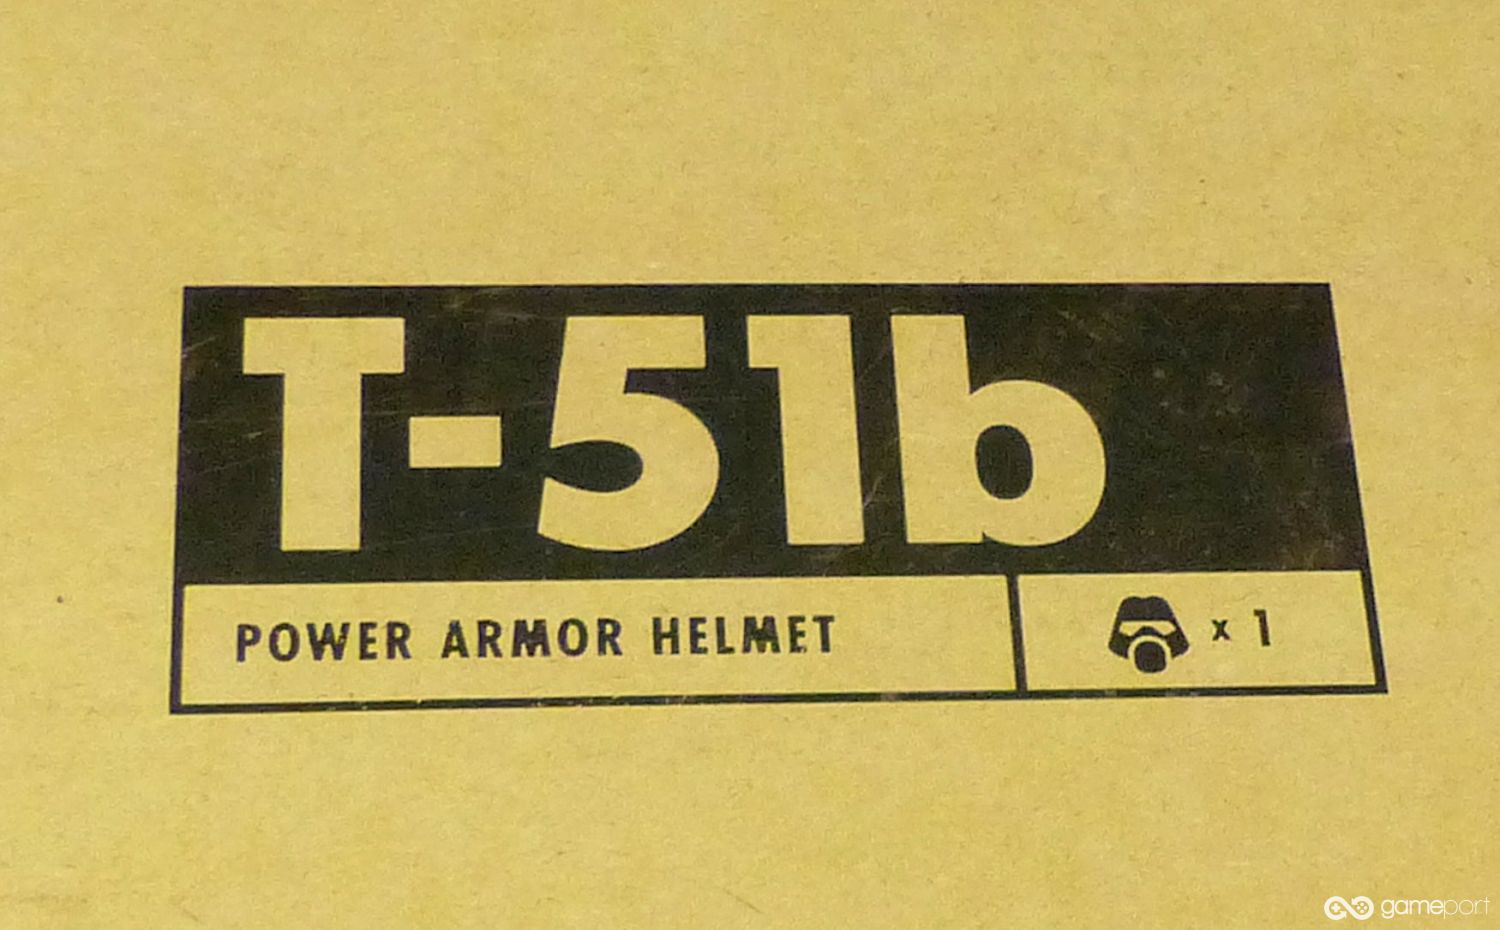 T-51b
POWER ARMOR HELMET
x 1
gameport